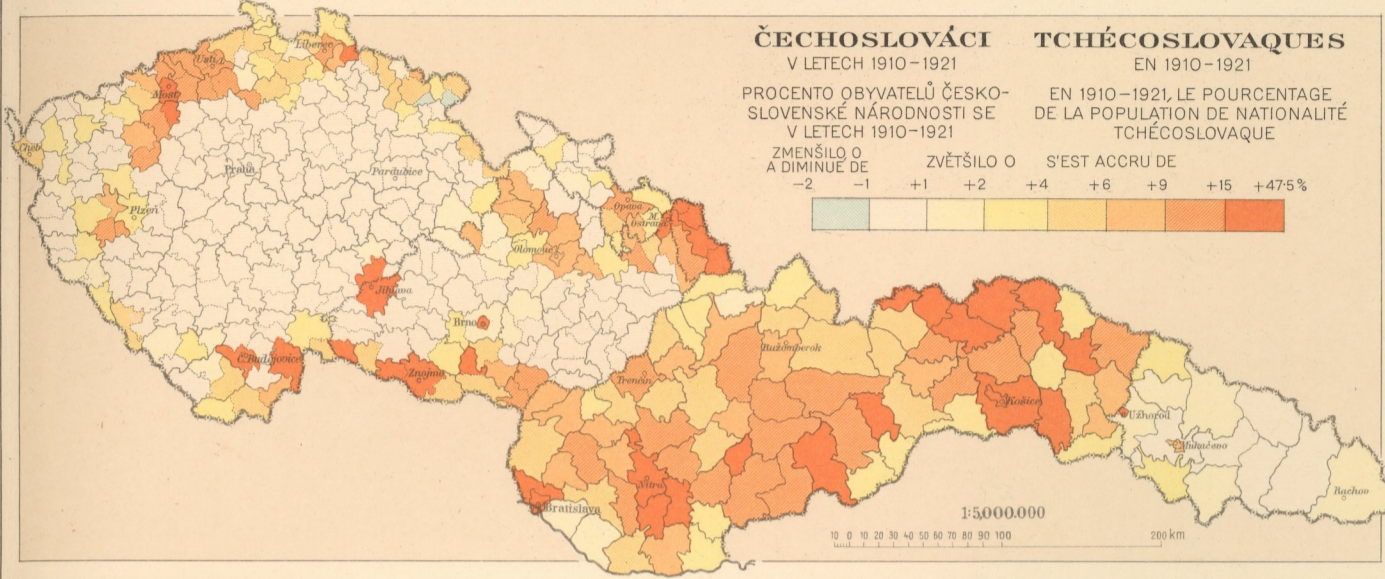 ČECHOSLOVÁCI
V LETECH 1910–1921
PROCENTO OBYVATELŮ ČESKO-
SLOVENSKÉ NÁRODNOSTI SE
V LETECH 1910–1921
ZMENŠILO O
A DIMINUÉ DE
ZVĚTŠILO O
TCHÉCOSLOVAQUES
EN 1910–1921
EN 1910–1921, LE POURCENTAGE
DE LA POPULATION DE NATIONALITÉ
TCHÉCOSLOVAQUE
S'EST ACCRU DE
–2 –1 +1 +2 +4 +6 +9 +15 +47·5%
Liberec
Ústí n. L.
Most
Cheb
Praha
Pardubice
Plzeň
Opava
M. Ostrava
Olomouc
Jihlava
Brno
Č. Budějovice
Znojmo
Ružomberok
Trenčín
Košice
Užhorod
Mukačevo
Nitra
Bratislava
Rachov
1:5,000.000
10 0 10 20 30 40 50 60 70 80 90 100 200 km